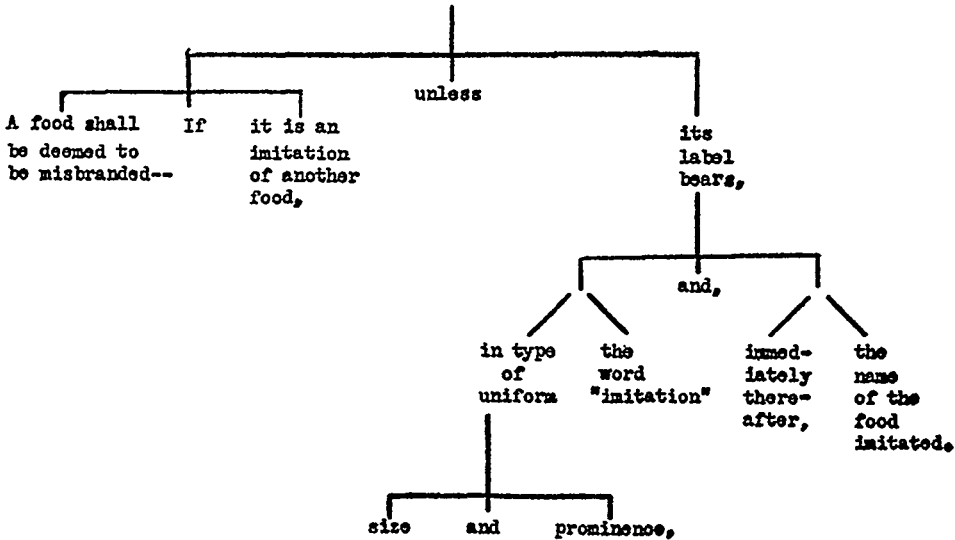 unless
A food shall
be deemed to
be misbranded--
If
it is an
imitation
of another
food,
its
label
bears,
and,
in type
of
uniform
the
word
"imitation"
immed-
iately
there-
after,
the
name
of the
food
imitated.
size
and
prominence,